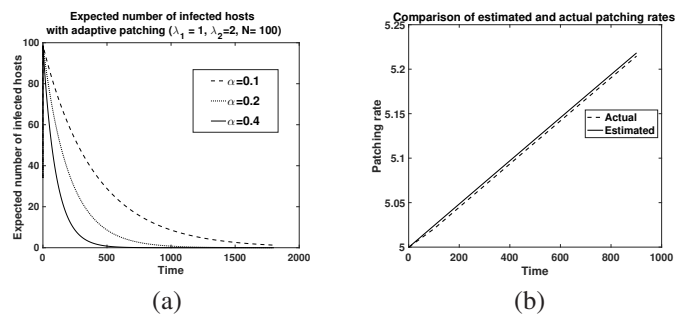 Expected number of infected hosts
with adaptive patching (λ1 = 1, λ2=2, N= 100)
Expected number of infected hosts
100
80
60
40
20
0
α=0.1
α=0.2
α=0.4
0 500 1000 1500 2000
Time
(a)
Comparison of estimated and actual patching rates
Patching rate
5.25
5.2
5.15
5.1
5.05
5
Actual
Estimated
0 200 400 600 800 1000
Time
(b)